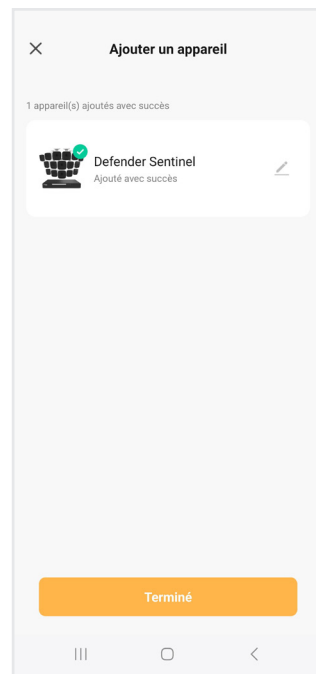 Ajouter un appareil
1 appareil(s) ajoutés avec succès
Defender Sentinel
Ajouté avec succès
Terminé